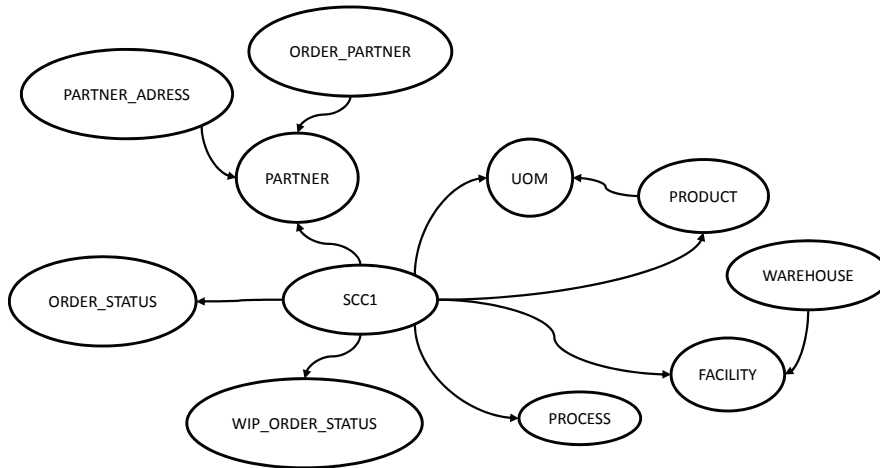 ORDER_PARTNER
PARTNER_ADRESS
PARTNER
UOM
PRODUCT
WAREHOUSE
ORDER_STATUS
SCC1
FACILITY
WIP_ORDER_STATUS
PROCESS